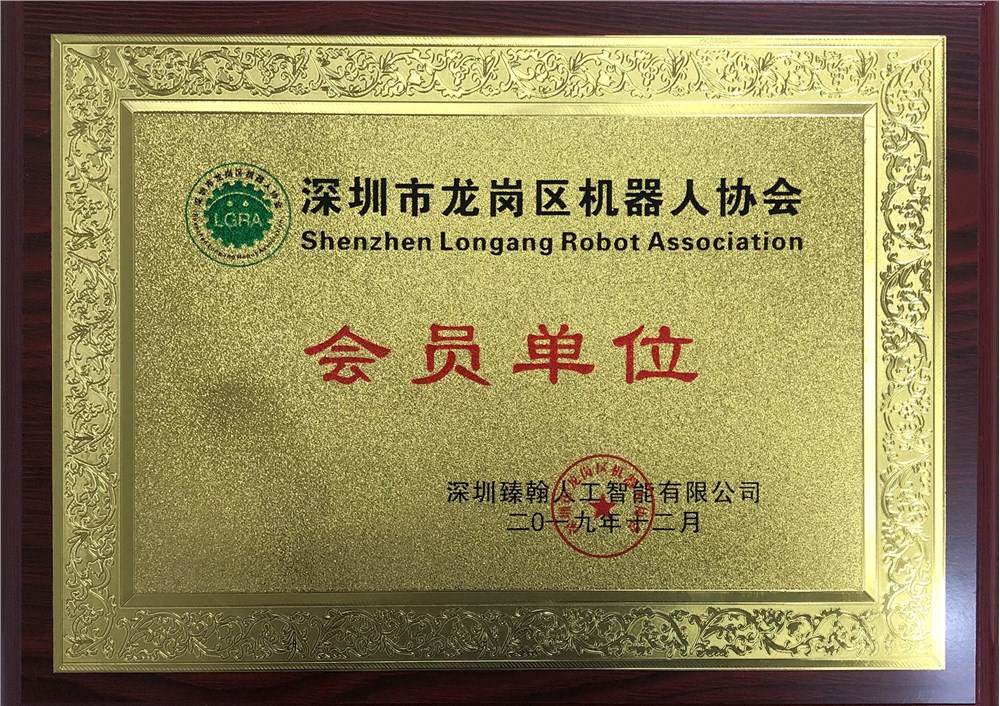 LGRA
深圳市龙岗区机器人协会
Shenzhen Longang Robot Association
会员单位
深圳臻翰人工智能有限公司
二0一九年十二月